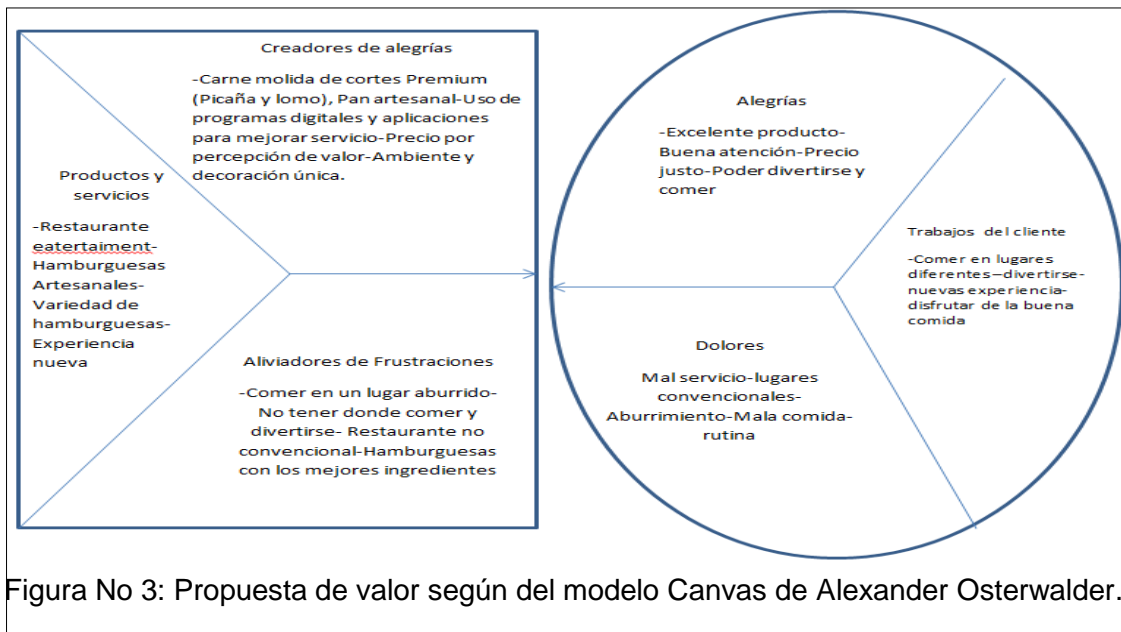 Creadores de alegrías
-Carne molida de cortes Premium
(Picaña y lomo), Pan artesanal-Uso de
programas digitales y aplicaciones
para mejorar servicio-Precio por
percepción de valor-Ambiente y
decoración única.
Productos y
servicios
-Restaurante
eatertaiment-
Hamburguesas
Artesanales-
Variedad de
hamburguesas-
Experiencia
nueva
Aliviadores de Frustraciones
-Comer en un lugar aburrido-
No tener donde comer y
divertirse- Restaurante no
convencional-Hamburguesas
con los mejores ingredientes
Alegrías
-Excelente producto-
Buena atención-Precio
justo-Poder divertirse y
comer
Trabajos del cliente
-Comer en lugares
diferentes–divertirse-
nuevas experiencia-
disfrutar de la buena
comida
Dolores
Mal servicio-lugares
convencionales-
Aburrimiento-Mala comida-
rutina
Figura No 3: Propuesta de valor según del modelo Canvas de Alexander Osterwalder.